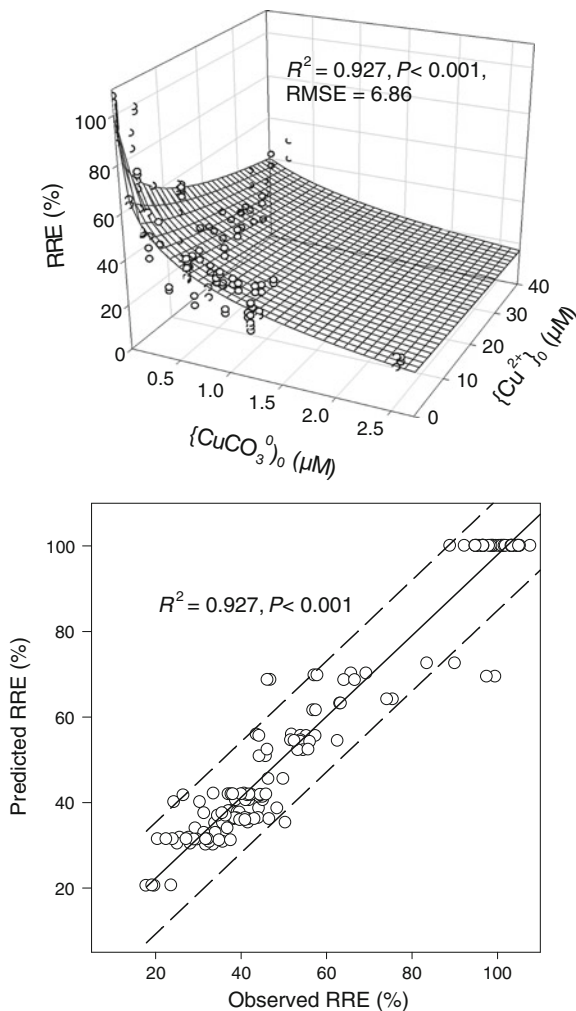 R² = 0.927, P< 0.001,
RMSE = 6.86
100
80
60
40
20
0
RRE (%)
0.5
1.0
1.5
2.0
2.5
{CuCO₃⁰)₀ (μM)
0
10
20
30
40
{Cu²⁺}₀ (μM)
R² = 0.927, P< 0.001
100
80
60
40
20
Predicted RRE (%)
20 40 60 80 100
Observed RRE (%)